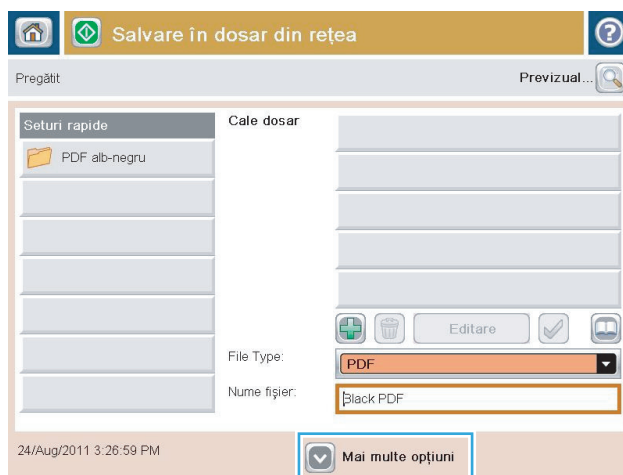 Salvare în dosar din rețea
Pregătit
Previzual...
Seturi rapide
Cale dosar
PDF alb-negru
Editare
File Type:
PDF
Nume fișier:
Black PDF
24/Aug/2011 3:26:59 PM
Mai multe opțiuni